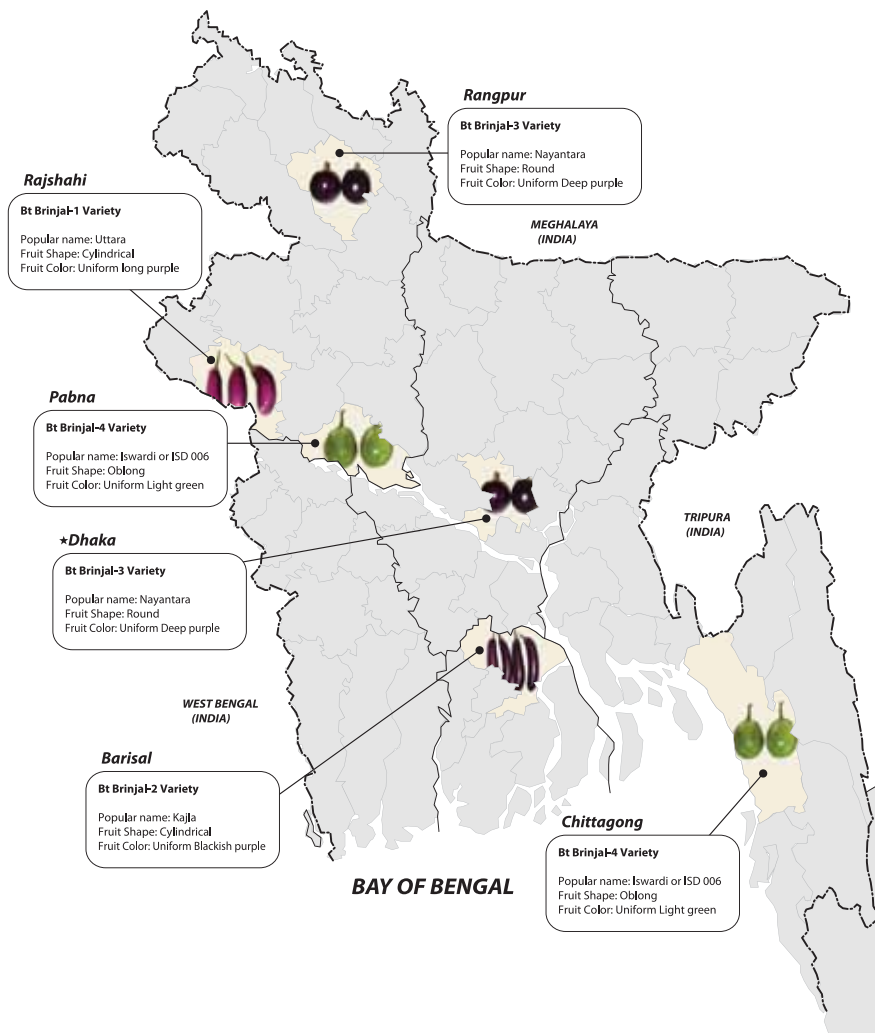 Rangpur
Bt Brinjal-3 Variety
Popular name: Nayantara
Fruit Shape: Round
Fruit Color: Uniform Deep purple
Rajshahi
Bt Brinjal-1 Variety
Popular name: Uttara
Fruit Shape: Cylindrical
Fruit Color: Uniform long purple
MEGHALAYA
(INDIA)
Pabna
Bt Brinjal-4 Variety
Popular name: Iswardi or ISD 006
Fruit Shape: Oblong
Fruit Color: Uniform Light green
TRIPURA
(INDIA)
★Dhaka
Bt Brinjal-3 Variety
Popular name: Nayantara
Fruit Shape: Round
Fruit Color: Uniform Deep purple
WEST BENGAL
(INDIA)
Barisal
Bt Brinjal-2 Variety
Popular name: Kajla
Fruit Shape: Cylindrical
Fruit Color: Uniform Blackish purple
Chittagong
Bt Brinjal-4 Variety
Popular name: Iswardi or ISD 006
Fruit Shape: Oblong
Fruit Color: Uniform Light green
BAY OF BENGAL